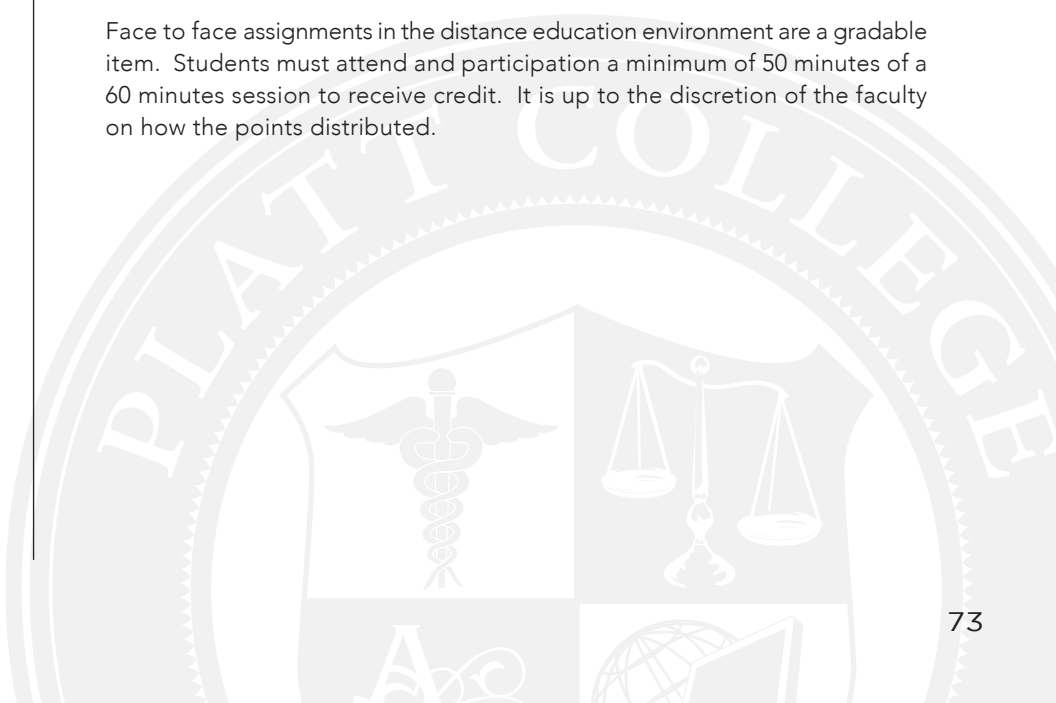 Face to face assignments in the distance education environment are a gradable
item. Students must attend and participation a minimum of 50 minutes of a
60 minutes session to receive credit. It is up to the discretion of the faculty
on how the points distributed.
PLATT COLLEGE
73